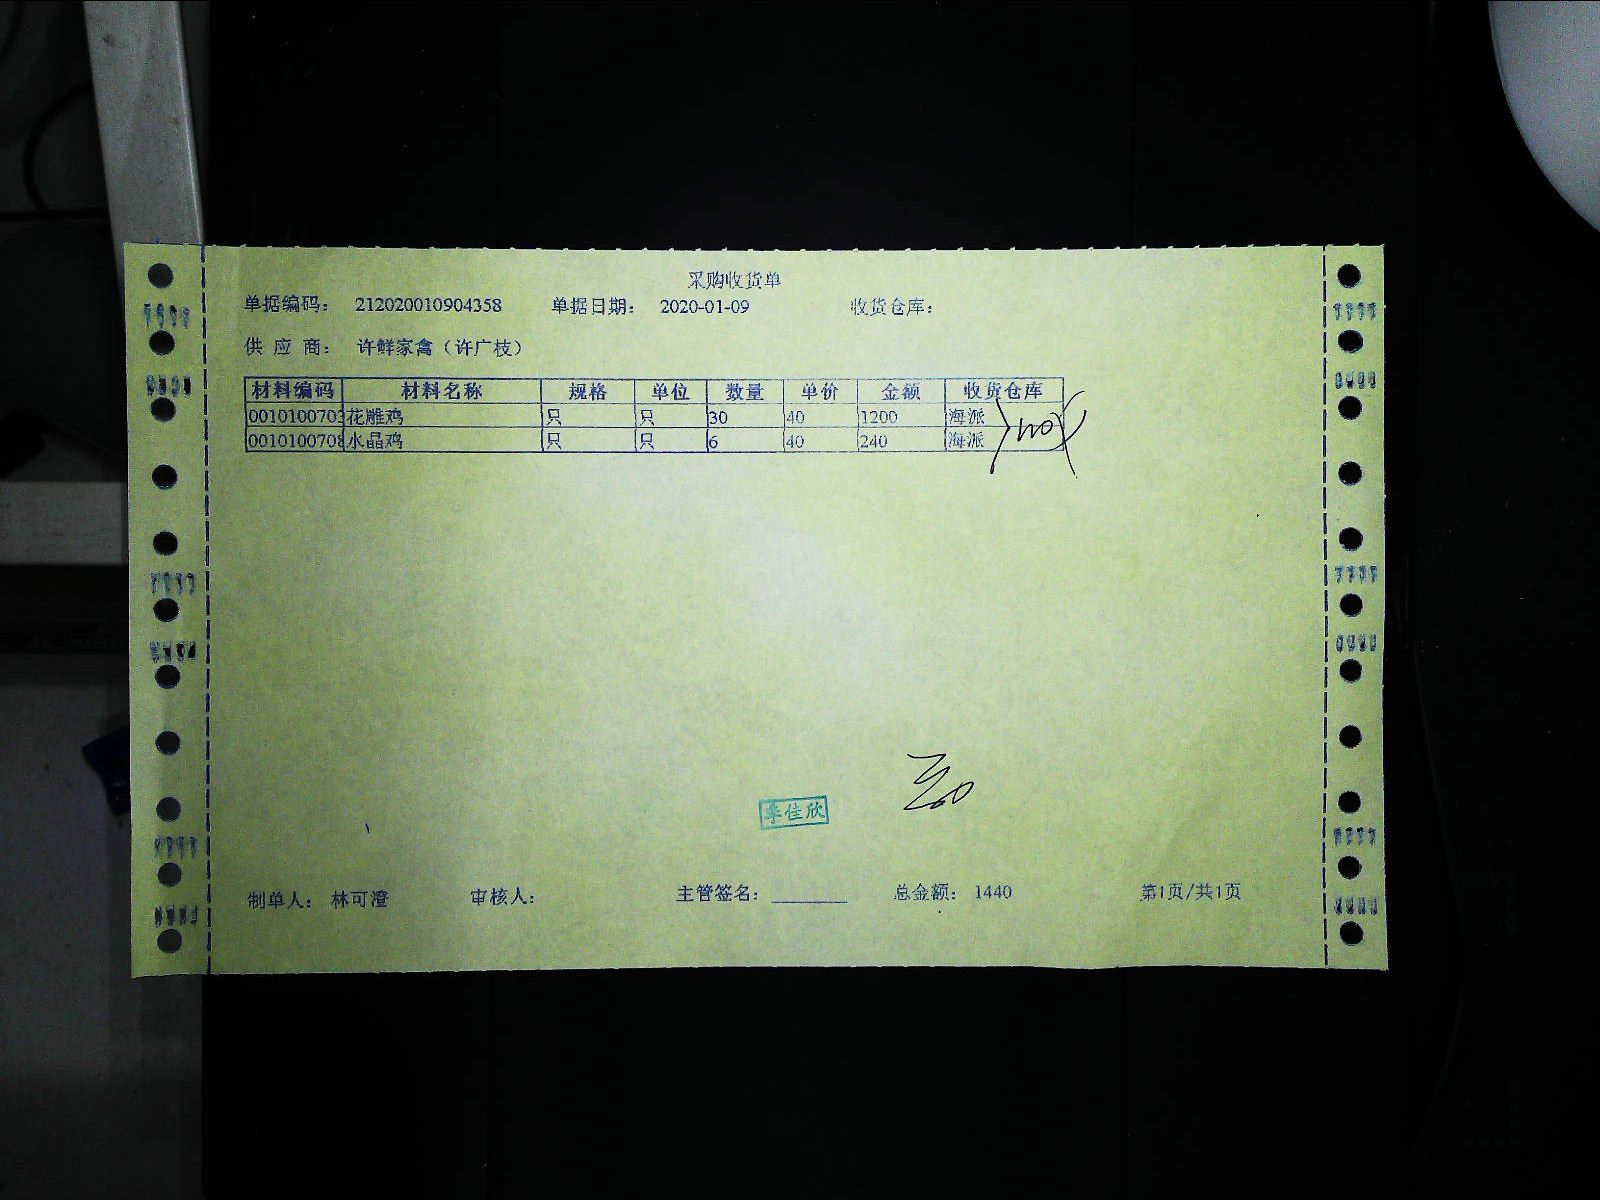 采购收货单
单据编码： 212020010904358 单据日期： 2020-01-09 收货仓库：
供应商： 许鲜家禽（许广枝）
材料编码 材料名称 规格 单位 数量 单价 金额 收货仓库
0010100703 花雕鸡 只 只 30 40 1200 海派
0010100708 水晶鸡 只 只 6 40 240 海派
李佳欣
制单人： 林可澄 审核人： 主管签名： 总金额： 1440 第1页/共1页